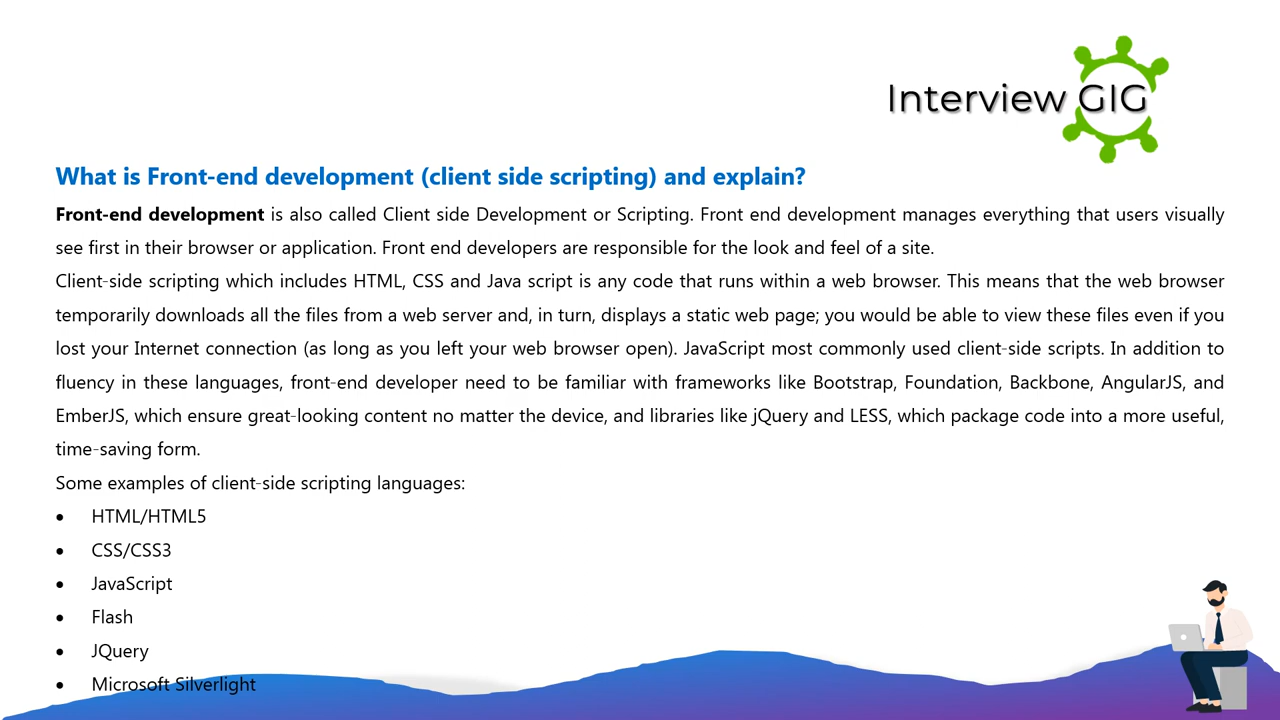 Interview GIG
What is Front-end development (client side scripting) and explain?
Front-end development is also called Client side Development or Scripting. Front end development manages everything that users visually
see first in their browser or application. Front end developers are responsible for the look and feel of a site.
Client-side scripting which includes HTML, CSS and Java script is any code that runs within a web browser. This means that the web browser
temporarily downloads all the files from a web server and, in turn, displays a static web page; you would be able to view these files even if you
lost your Internet connection (as long as you left your web browser open). JavaScript most commonly used client-side scripts. In addition to
fluency in these languages, front-end developer need to be familiar with frameworks like Bootstrap, Foundation, Backbone, AngularJS, and
EmberJS, which ensure great-looking content no matter the device, and libraries like jQuery and LESS, which package code into a more useful,
time-saving form.
Some examples of client-side scripting languages:
• HTML/HTML5
• CSS/CSS3
• JavaScript
• Flash
• JQuery
• Microsoft Silverlight